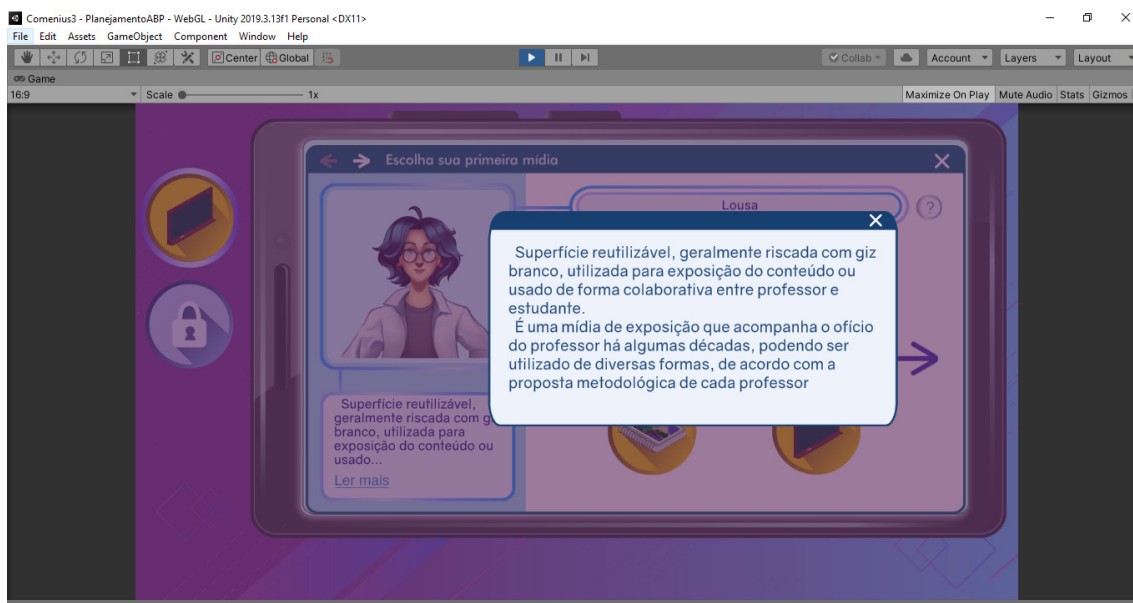 Comenius3 - PlanejamentoABP - WebGL - Unity 2019.3.13f1 Personal <DX11>
File Edit Assets GameObject Component Window Help
Center Global Collab Account Layers Layout
Game
16:9 Scale 1x Maximize On Play Mute Audio Stats Gizmos
Escolha sua primeira mídia
Lousa
?
Superfície reutilizável, geralmente riscada com giz
branco, utilizada para exposição do conteúdo ou
usado de forma colaborativa entre professor e
estudante.
É uma mídia de exposição que acompanha o ofício
do professor há algumas décadas, podendo ser
utilizado de diversas formas, de acordo com a
proposta metodológica de cada professor
Superfície reutilizável,
geralmente riscada com g
branco, utilizada para
exposição do conteúdo ou
usado...
Ler mais